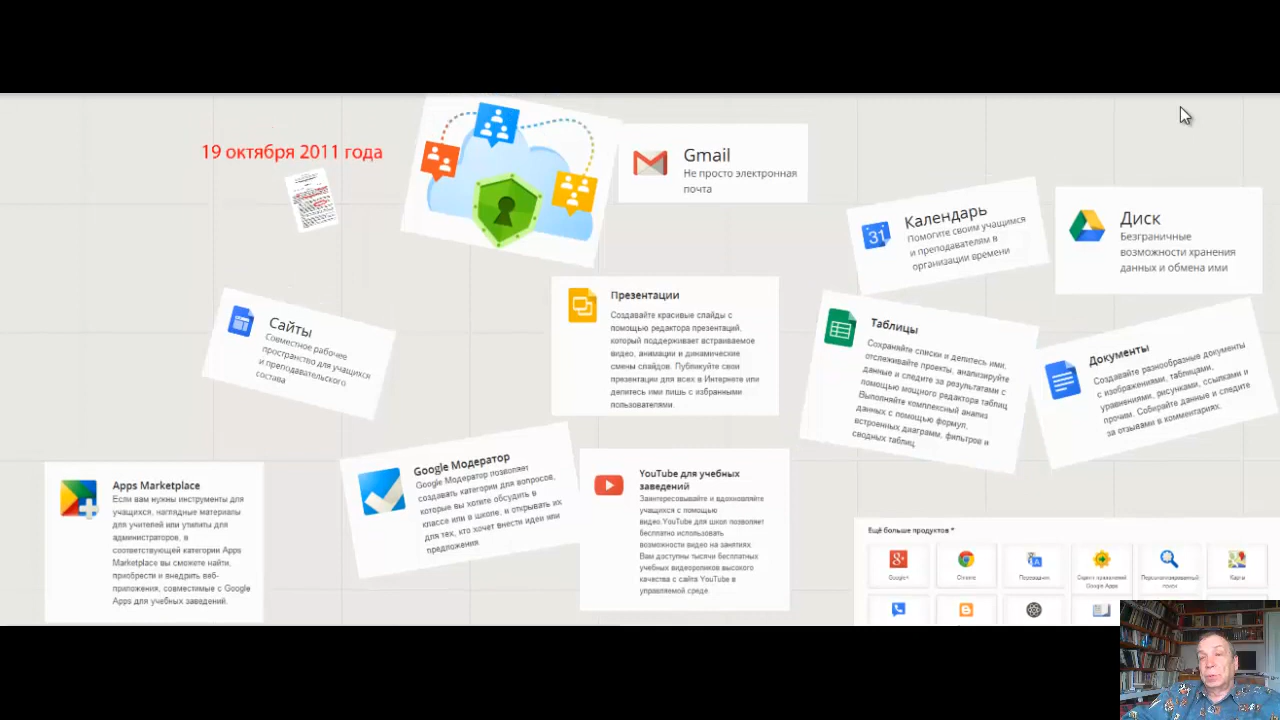 19 октября 2011 года
Gmail
Не просто электронная
почта
Календарь
Помогите своим учащимся
и преподавателям в
организации времени
31
Диск
Безграничные
возможности хранения
данных и обмена ими
Сайты
Совместное рабочее
пространство для учащихся
и преподавательского
состава
Презентации
Создавайте красивые слайды с
помощью редактора презентаций,
который поддерживает встраиваемое
видео, анимации и динамические
смены слайдов. Публикуйте свои
презентации для всех в Интернете или
делитесь ими лишь с избранными
пользователями.
Таблицы
Сохраняйте списки и делитесь ими,
отслеживайте проекты, анализируйте
данные и следите за результатами с
помощью мощного редактора таблиц
Выполняйте комплексный анализ
данных с помощью формул,
встроенных диаграмм, фильтров и
сводных таблиц.
Документы
Создавайте разнообразные документы
с изображениями, таблицами,
уравнениями, рисунками, ссылками и
прочим. Собирайте данные и следите
за отзывами в комментариях.
Apps Marketplace
Если вам нужны инструменты для
учащихся, наглядные материалы
для учителей или утилиты для
администраторов, в
соответствующей категории Apps
Marketplace вы сможете найти,
приобрести и внедрить веб-
приложения, совместимые с Google
Apps для учебных заведений.
Google Модератор
Google Модератор позволяет
создавать категории для вопросов,
которые вы хотите обсудить в
классе или в школе, и открывать их
для тех, кто хочет внести идеи или
предложения.
YouTube для учебных
заведений
Заинтересовывайте и вдохновляйте
учащихся с помощью
видео.YouTube для школ позволяет
бесплатно использовать
возможности видео на занятиях.
Вам доступны тысячи бесплатных
учебных видеороликов высокого
качества с сайта YouTube в
управляемой среде.
Ещё больше продуктов *
Google+
Chrome
Переводчик
Google Apps
Персонализированный
поиск
Карты